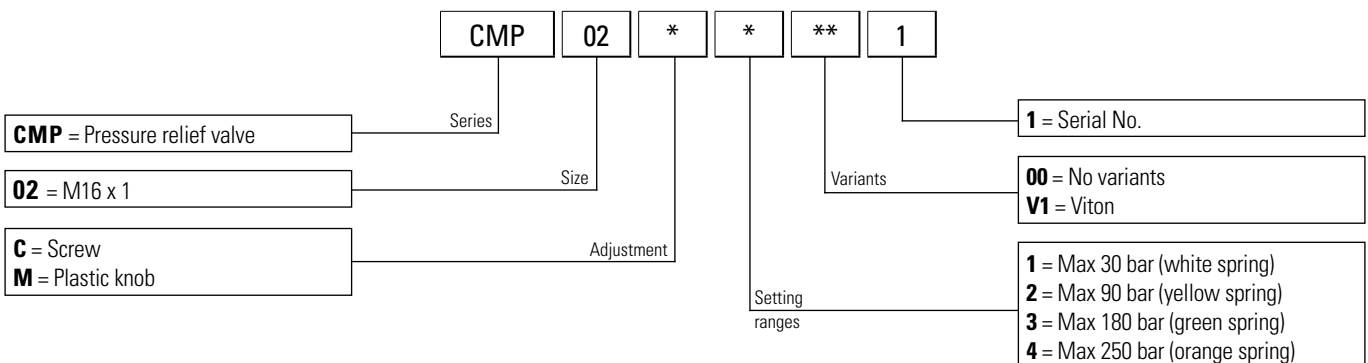 CMP 02 * * ** 1
Series
CMP = Pressure relief valve
Size
02 = M16 x 1
Adjustment
C = Screw
M = Plastic knob
1 = Serial No.
Variants
00 = No variants
V1 = Viton
Setting
ranges
1 = Max 30 bar (white spring)
2 = Max 90 bar (yellow spring)
3 = Max 180 bar (green spring)
4 = Max 250 bar (orange spring)